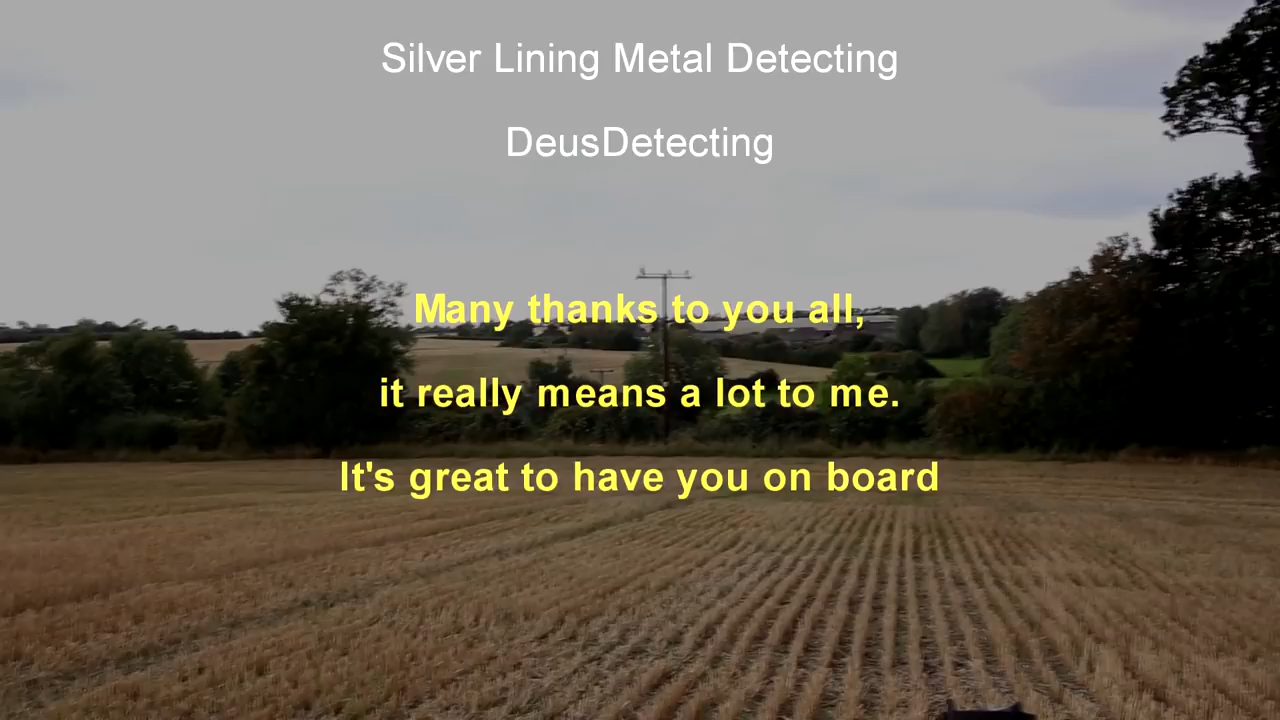 Silver Lining Metal Detecting
DeusDetecting
Many thanks to you all,
it really means a lot to me.
It's great to have you on board